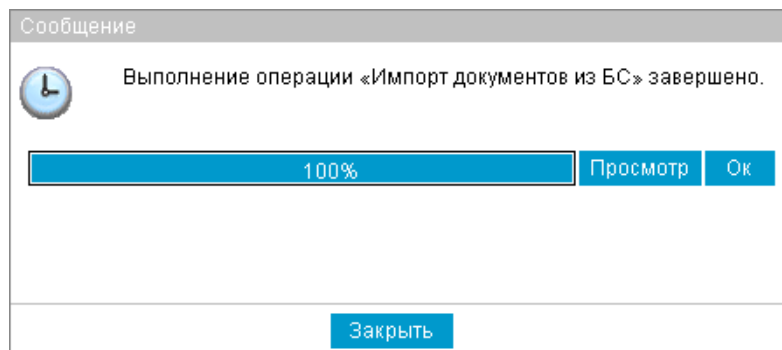 Сообщение
Выполнение операции «Импорт документов из БС» завершено.
100% Просмотр Ок
Закрыть